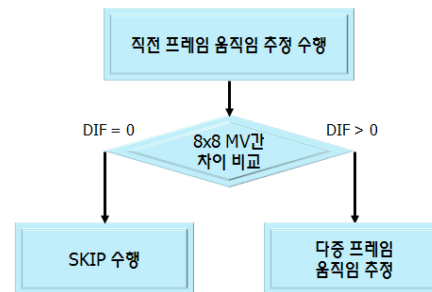 직전 프레임 움직임 추정 수행
DIF = 0
DIF > 0
8x8 MV간
차이 비교
SKIP 수행
다중 프레임
움직임 추정